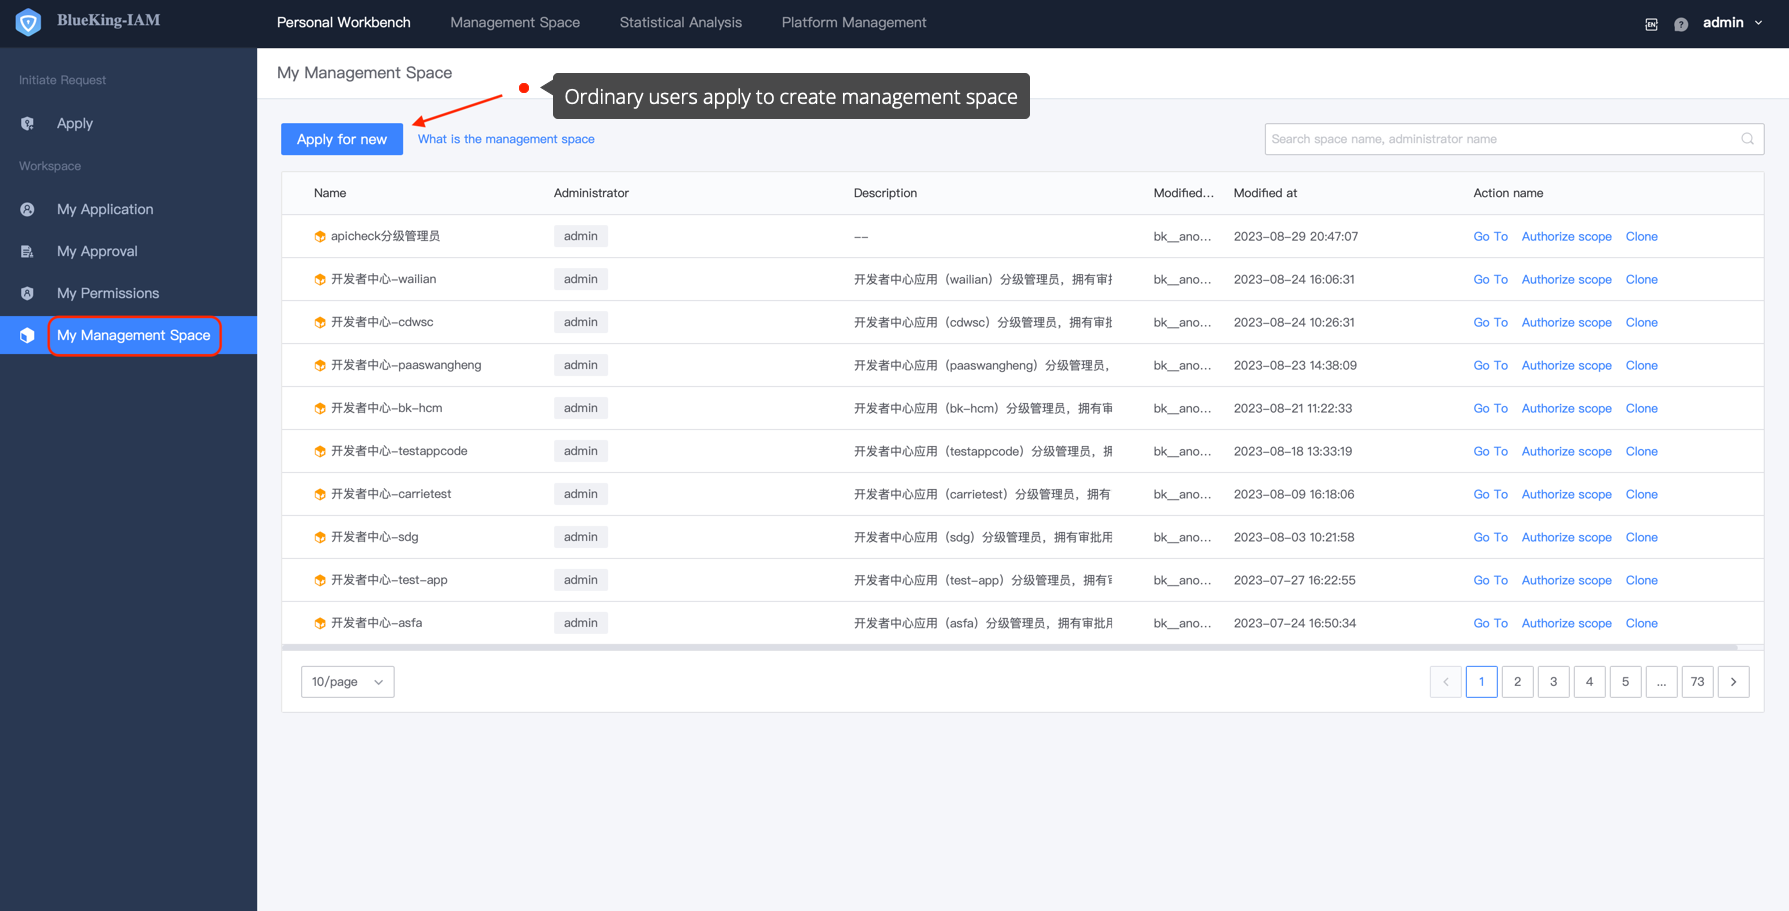 BlueKing-IAM
Personal Workbench Management Space Statistical Analysis Platform Management
EN ? admin
Initiate Request
Apply
Workspace
My Application
My Approval
My Permissions
My Management Space
My Management Space
Ordinary users apply to create management space
Apply for new What is the management space
Search space name, administrator name
Name Administrator Description Modified... Modified at Action name
apicheck分级管理员 admin -- bk__ano... 2023-08-29 20:47:07 Go To Authorize scope Clone
开发者中心-wailian admin 开发者中心应用（wailian）分级管理员，拥有审 bk__ano... 2023-08-24 16:06:31 Go To Authorize scope Clone
开发者中心-cdwsc admin 开发者中心应用（cdwsc）分级管理员，拥有审批 bk__ano... 2023-08-24 10:26:31 Go To Authorize scope Clone
开发者中心-paaswangheng admin 开发者中心应用（paaswangheng）分级管理员， bk__ano... 2023-08-23 14:38:09 Go To Authorize scope Clone
开发者中心-bk-hcm admin 开发者中心应用（bk-hcm）分级管理员，拥有审 bk__ano... 2023-08-21 11:22:33 Go To Authorize scope Clone
开发者中心-testappcode admin 开发者中心应用（testappcode）分级管理员，拥 bk__ano... 2023-08-18 13:33:19 Go To Authorize scope Clone
开发者中心-carrietest admin 开发者中心应用（carrietest）分级管理员，拥有 bk__ano... 2023-08-09 16:18:06 Go To Authorize scope Clone
开发者中心-sdg admin 开发者中心应用（sdg）分级管理员，拥有审批用 bk__ano... 2023-08-03 10:21:58 Go To Authorize scope Clone
开发者中心-test-app admin 开发者中心应用（test-app）分级管理员，拥有 bk__ano... 2023-07-27 16:22:55 Go To Authorize scope Clone
开发者中心-asfa admin 开发者中心应用（asfa）分级管理员，拥有审批用 bk__ano... 2023-07-24 16:50:34 Go To Authorize scope Clone
10/page < 1 2 3 4 5 ... 73 >